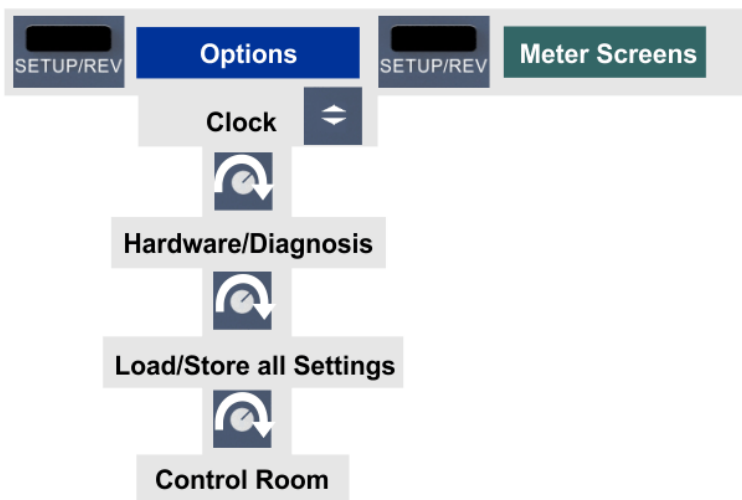 SETUP/REV Options SETUP/REV Meter Screens
Clock
Hardware/Diagnosis
Load/Store all Settings
Control Room